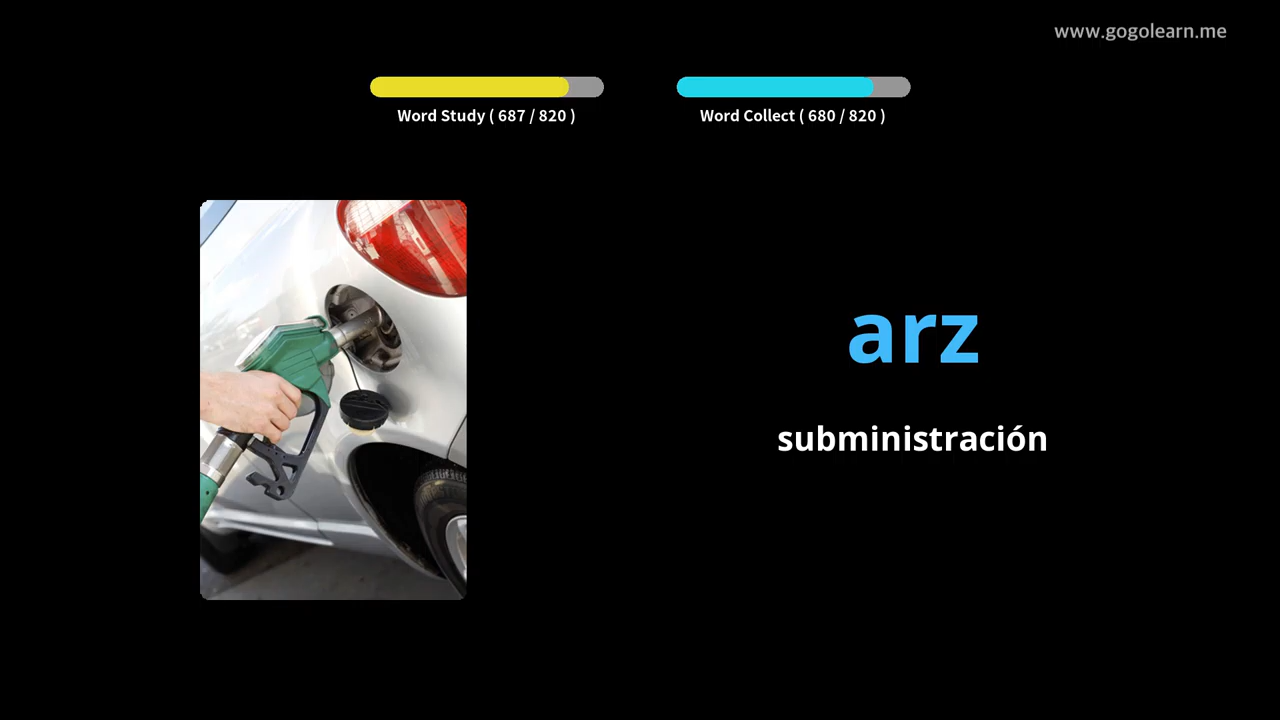 www.gogolearn.me
Word Study ( 687 / 820 )
Word Collect ( 680 / 820 )
arz
subministración